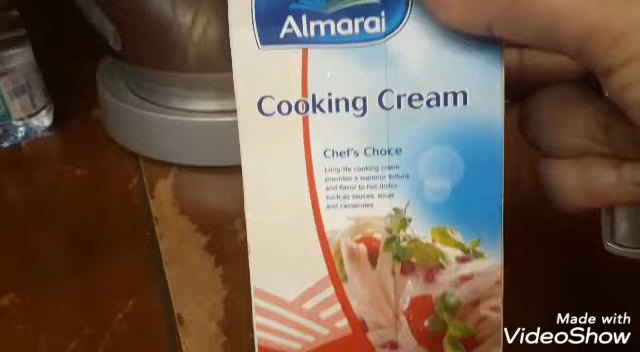 Almarai
Cooking Cream
Chef's Choice
Long life cooking cream
provides a superior texture
and flavor to hot dishes
such as sauces, soups
and casseroles
Made with
VideoShow